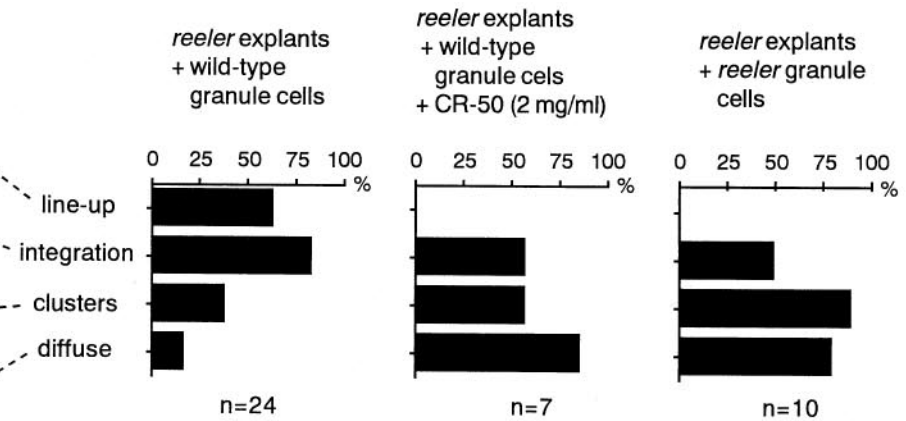 reeler explants
+ wild-type
granule cells
reeler explants
+ wild-type
granule cels
+ CR-50 (2 mg/ml)
reeler explants
+ reeler granule
cells
0 25 50 75 100
%
0 25 50 75 100
%
0 25 50 75 100
%
line-up
integration
clusters
diffuse
n=24
n=7
n=10